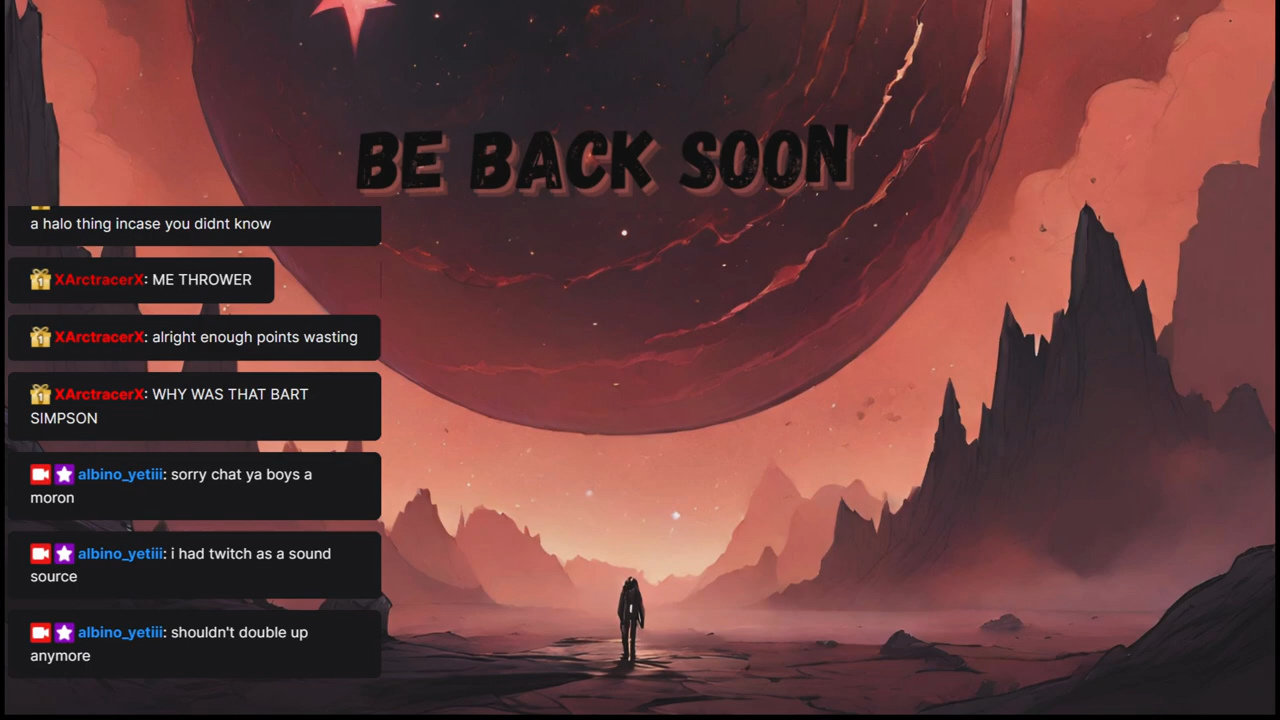 BE BACK SOON
a halo thing incase you didnt know
XArctracerX: ME THROWER
XArctracerX: alright enough points wasting
XArctracerX: WHY WAS THAT BART
SIMPSON
albino_yetiii: sorry chat ya boys a
moron
albino_yetiii: i had twitch as a sound
source
albino_yetiii: shouldn't double up
anymore